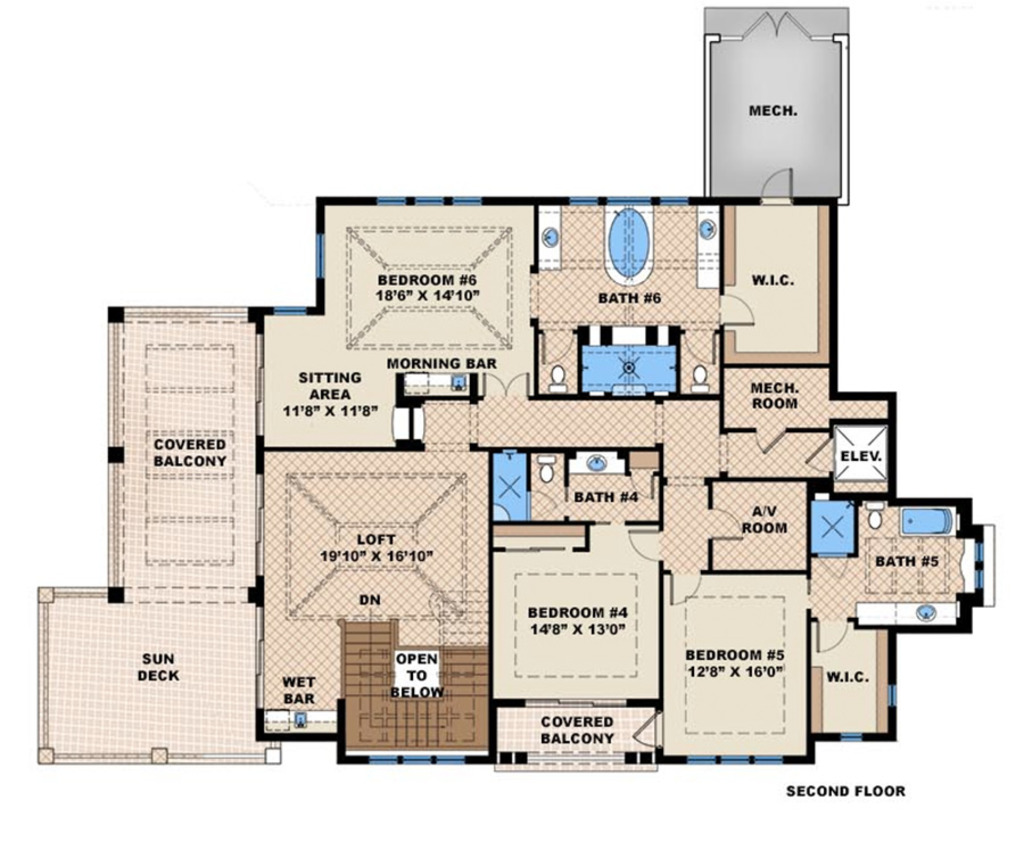 MECH.
BEDROOM #6
18'6" X 14'10"
W.I.C.
BATH #6
MORNING BAR
SITTING
AREA
11'8" X 11'8"
MECH.
ROOM
COVERED
BALCONY
ELEV.
BATH #4
A/V
ROOM
LOFT
19'10" X 16'10"
BATH #5
DN
BEDROOM #4
14'8" X 13'0"
SUN
DECK
OPEN
TO
BELOW
BEDROOM #5
12'8" X 16'0"
W.I.C.
WET
BAR
COVERED
BALCONY
SECOND FLOOR